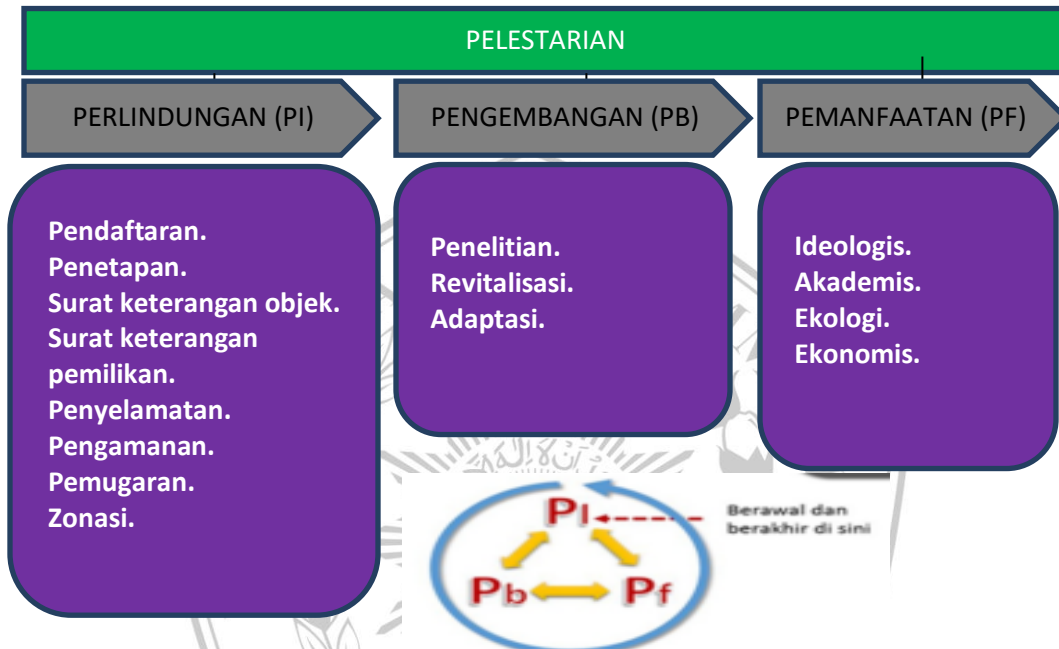 PELESTARIAN
PERLINDUNGAN (PI)
PENGEMBANGAN (PB)
PEMANFAATAN (PF)
Pendaftaran.
Penetapan.
Surat keterangan objek.
Surat keterangan
pemilikan.
Penyelamatan.
Pengamanan.
Pemugaran.
Zonasi.
Penelitian.
Revitalisasi.
Adaptasi.
Ideologis.
Akademis.
Ekologi.
Ekonomis.
Pl
Berawal dan
berakhir di sini
Pb
Pf